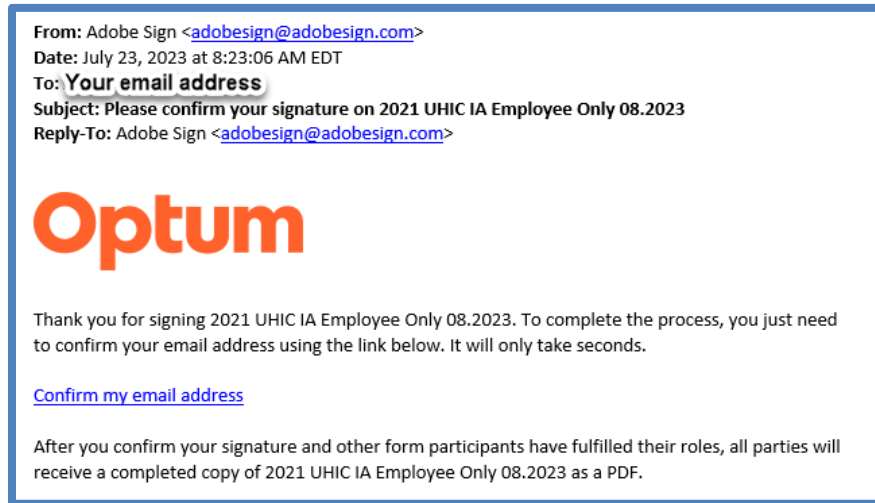 From: Adobe Sign <adobesign@adobesign.com>
Date: July 23, 2023 at 8:23:06 AM EDT
To: Your email address
Subject: Please confirm your signature on 2021 UHIC IA Employee Only 08.2023
Reply-To: Adobe Sign <adobesign@adobesign.com>
Optum
Thank you for signing 2021 UHIC IA Employee Only 08.2023. To complete the process, you just need
to confirm your email address using the link below. It will only take seconds.
Confirm my email address
After you confirm your signature and other form participants have fulfilled their roles, all parties will
receive a completed copy of 2021 UHIC IA Employee Only 08.2023 as a PDF.